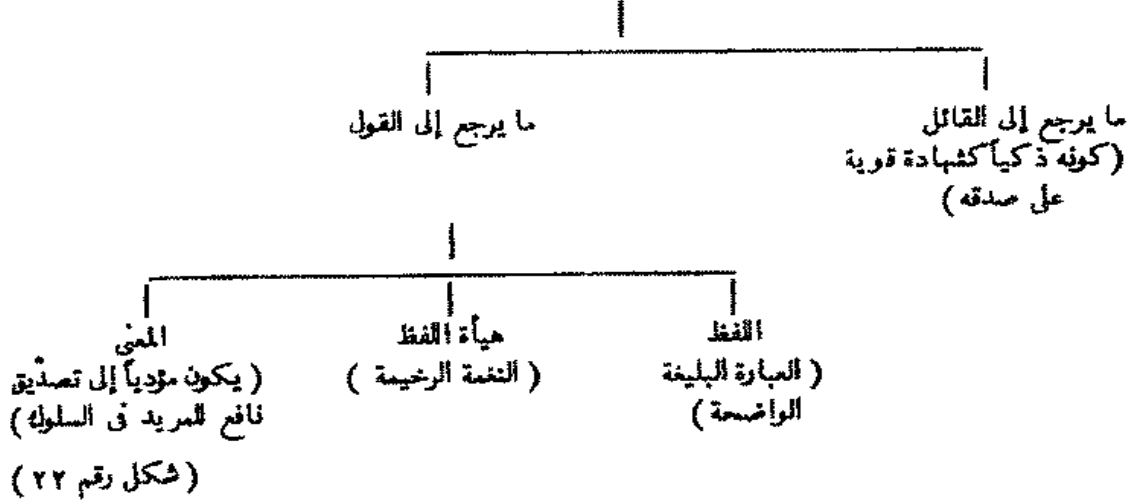 ما يرجع إلى القائل
(كونه ذكياً كشهادة قوية
على صدقه)
ما يرجع إلى القول
اللفظ
(العبارة البليغة
الواضحة)
هيأة اللفظ
(النغمة الرخيمة)
المعنى
(يكون مؤدياً إلى تصديق
نافع للمريد فى السلوك)
(شكل رقم ٢٢)